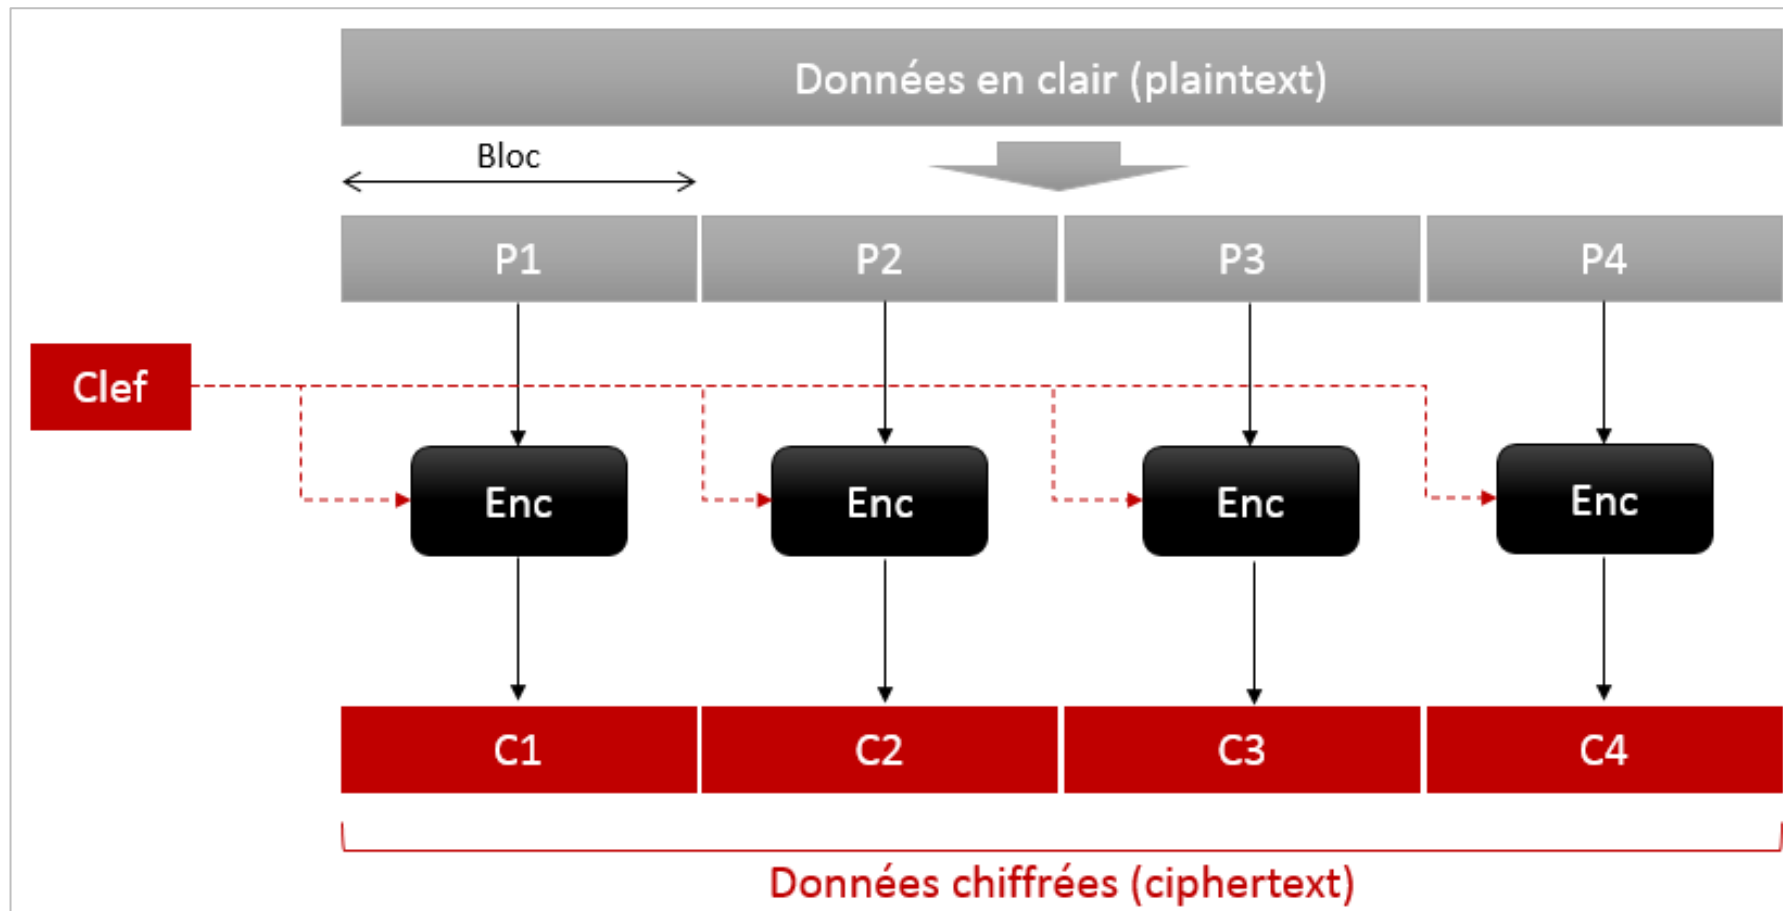 Données en clair (plaintext)
Bloc
P1 P2 P3 P4
Clef
Enc Enc Enc Enc
C1 C2 C3 C4
Données chiffrées (ciphertext)